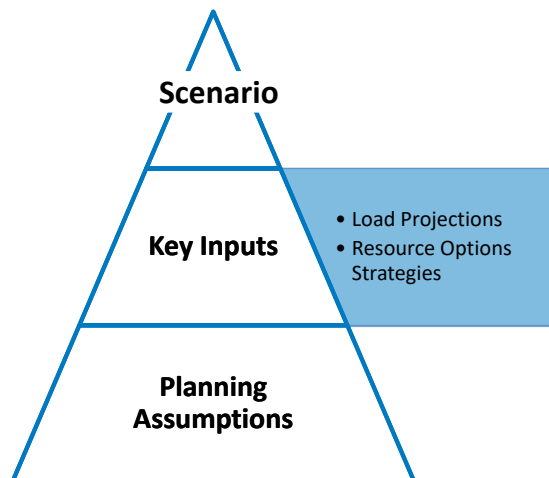 Scenario
Key Inputs
• Load Projections
• Resource Options
Strategies
Planning
Assumptions